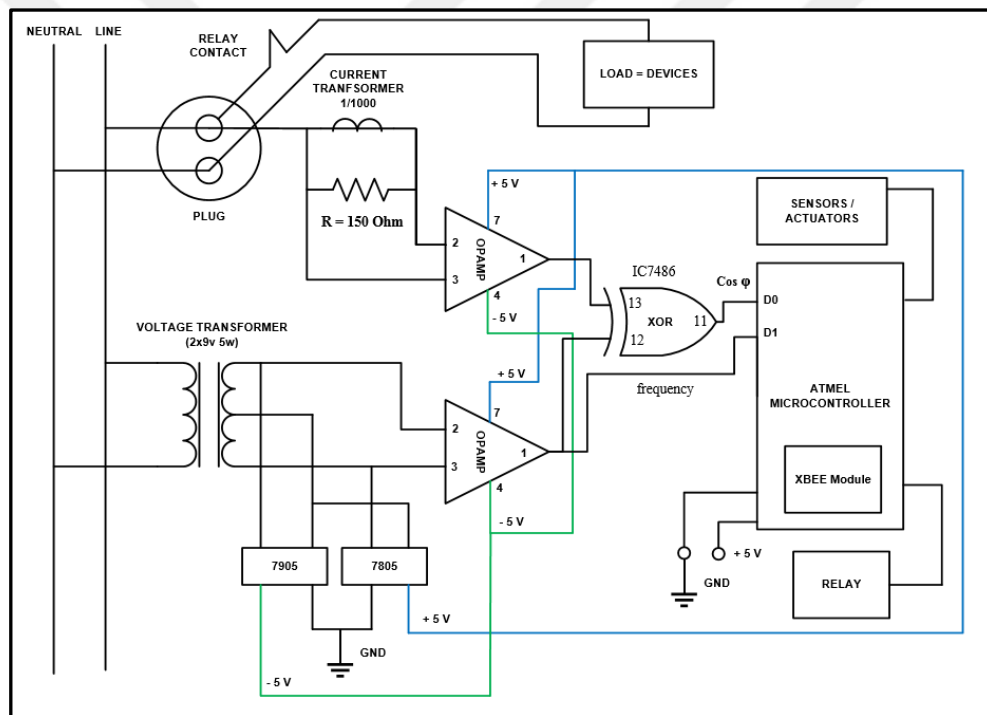 NEUTRAL
LINE
RELAY
CONTACT
CURRENT
TRANFSORMER
1/1000
LOAD = DEVICES
PLUG
R = 150 Ohm
+ 5 V
7
2
OPAMP
1
3
4
- 5 V
IC7486
13
XOR
11
12
Cos φ
SENSORS /
ACTUATORS
D0
D1
ATMEL
MICROCONTROLLER
XBEE Module
VOLTAGE TRANSFORMER
(2x9v 5w)
+ 5 V
7
2
OPAMP
1
3
4
- 5 V
frequency
7905
7805
+ 5 V
GND
- 5 V
+ 5 V
GND
RELAY